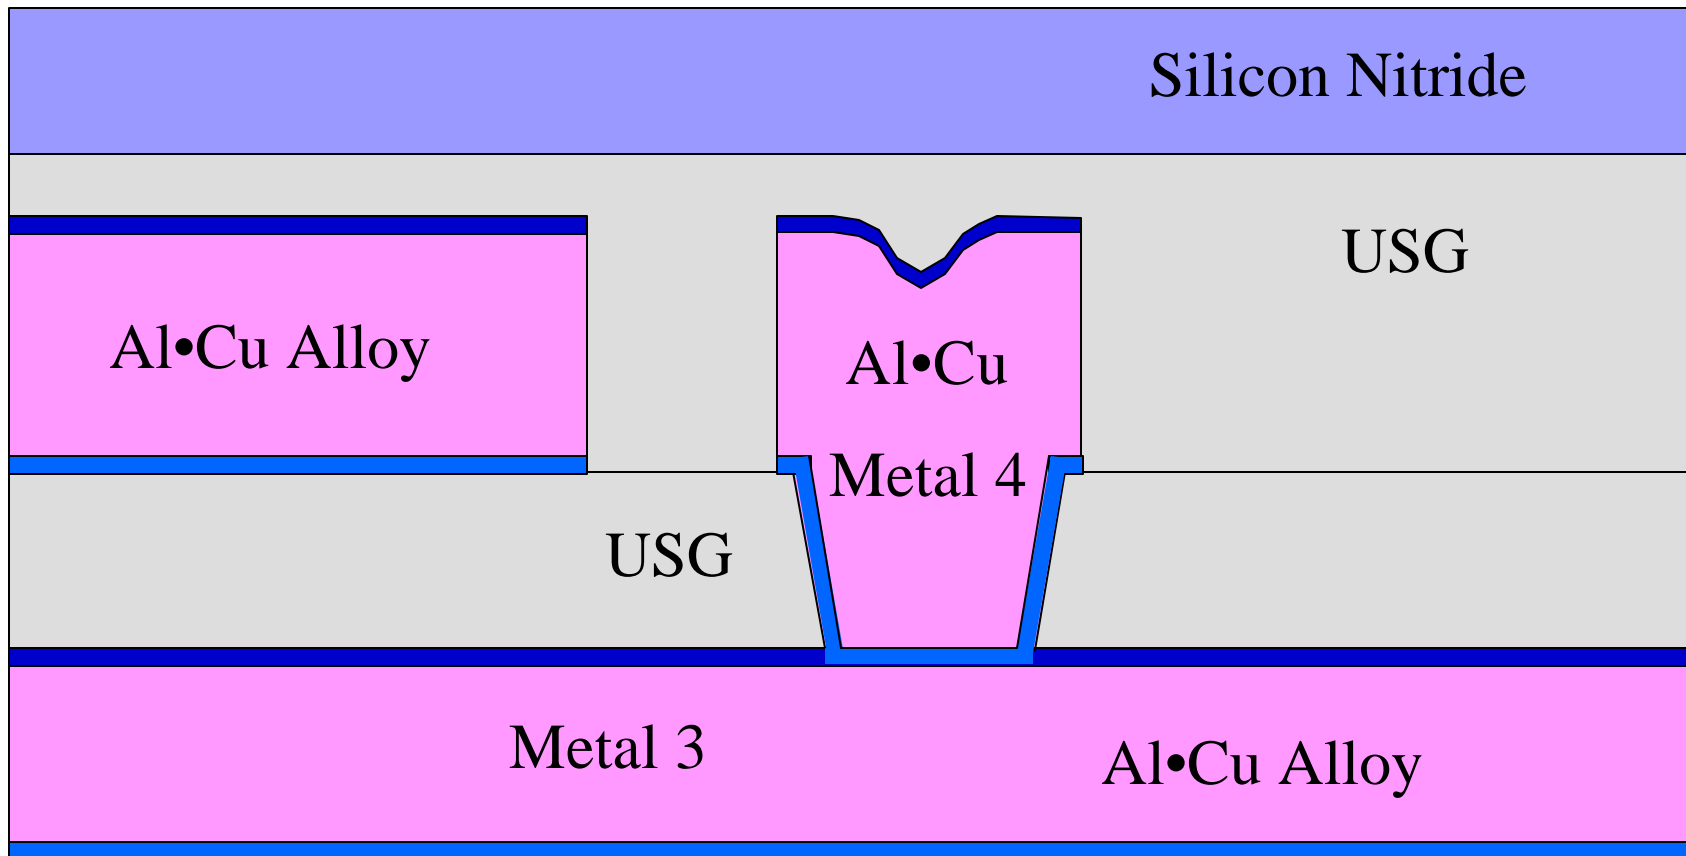 Silicon Nitride
USG
Al•Cu Alloy
Al•Cu
Metal 4
USG
Metal 3
Al•Cu Alloy